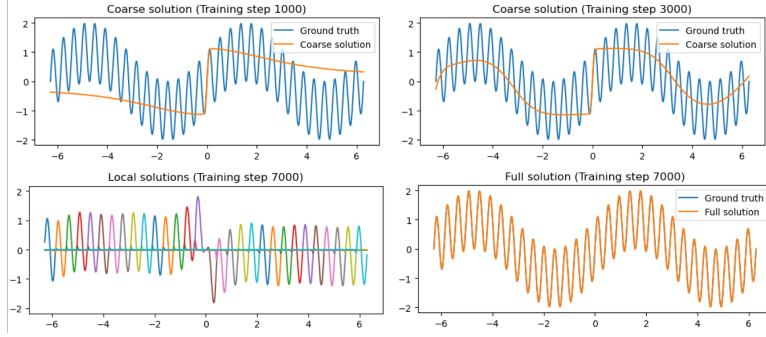 Coarse solution (Training step 1000)
2
1
0
−1
−2
Ground truth
Coarse solution
−6 −4 −2 0 2 4 6
Coarse solution (Training step 3000)
2
1
0
−1
−2
Ground truth
Coarse solution
−6 −4 −2 0 2 4 6
Local solutions (Training step 7000)
2
1
0
−1
−2
−6 −4 −2 0 2 4 6
Full solution (Training step 7000)
2
1
0
−1
−2
Ground truth
Full solution
−6 −4 −2 0 2 4 6